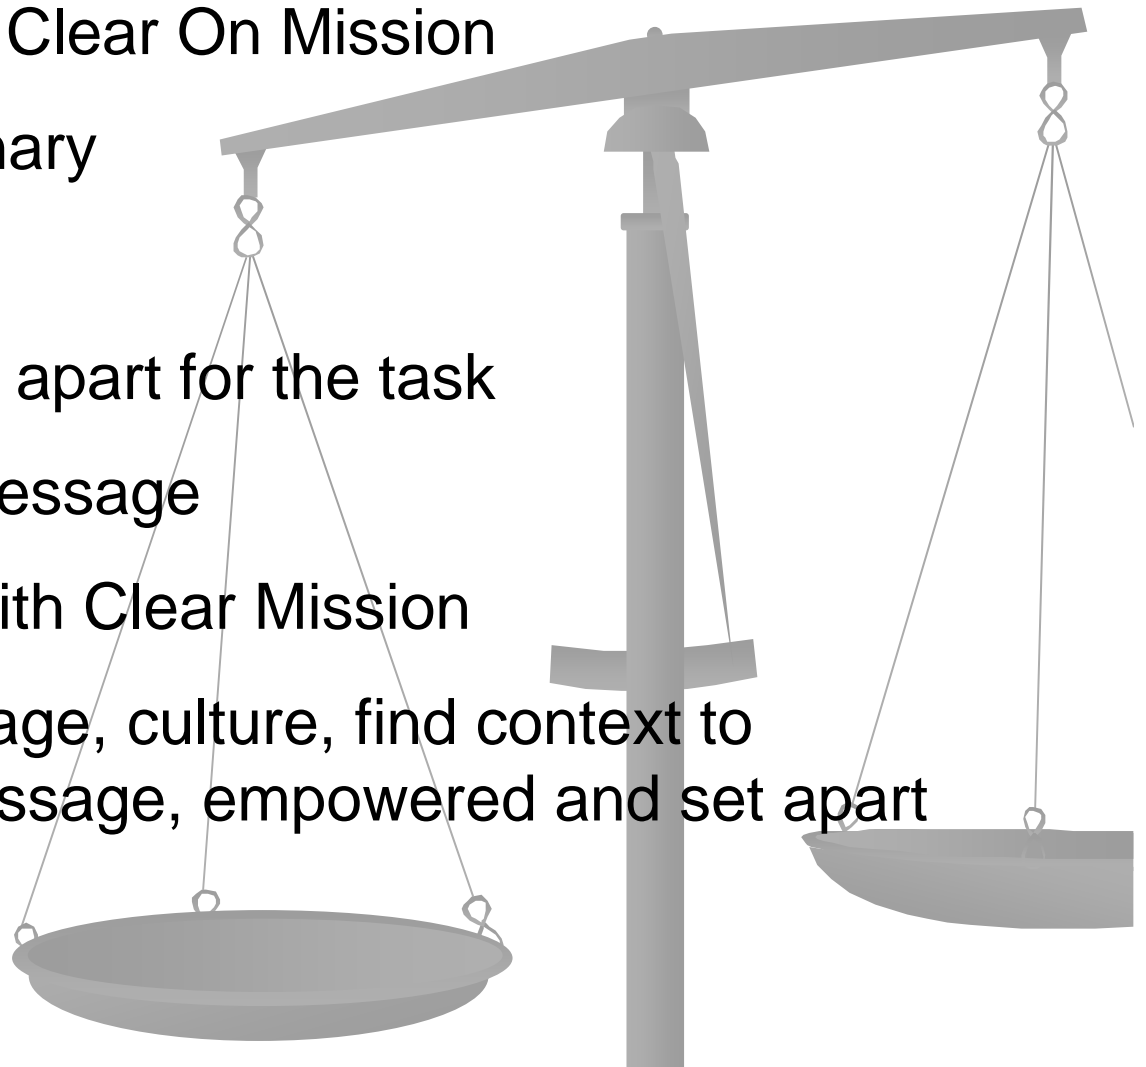 Clear On Mission
nary
apart for the task
essage
ith Clear Mission
age, culture, find context to
ssage, empowered and set apart